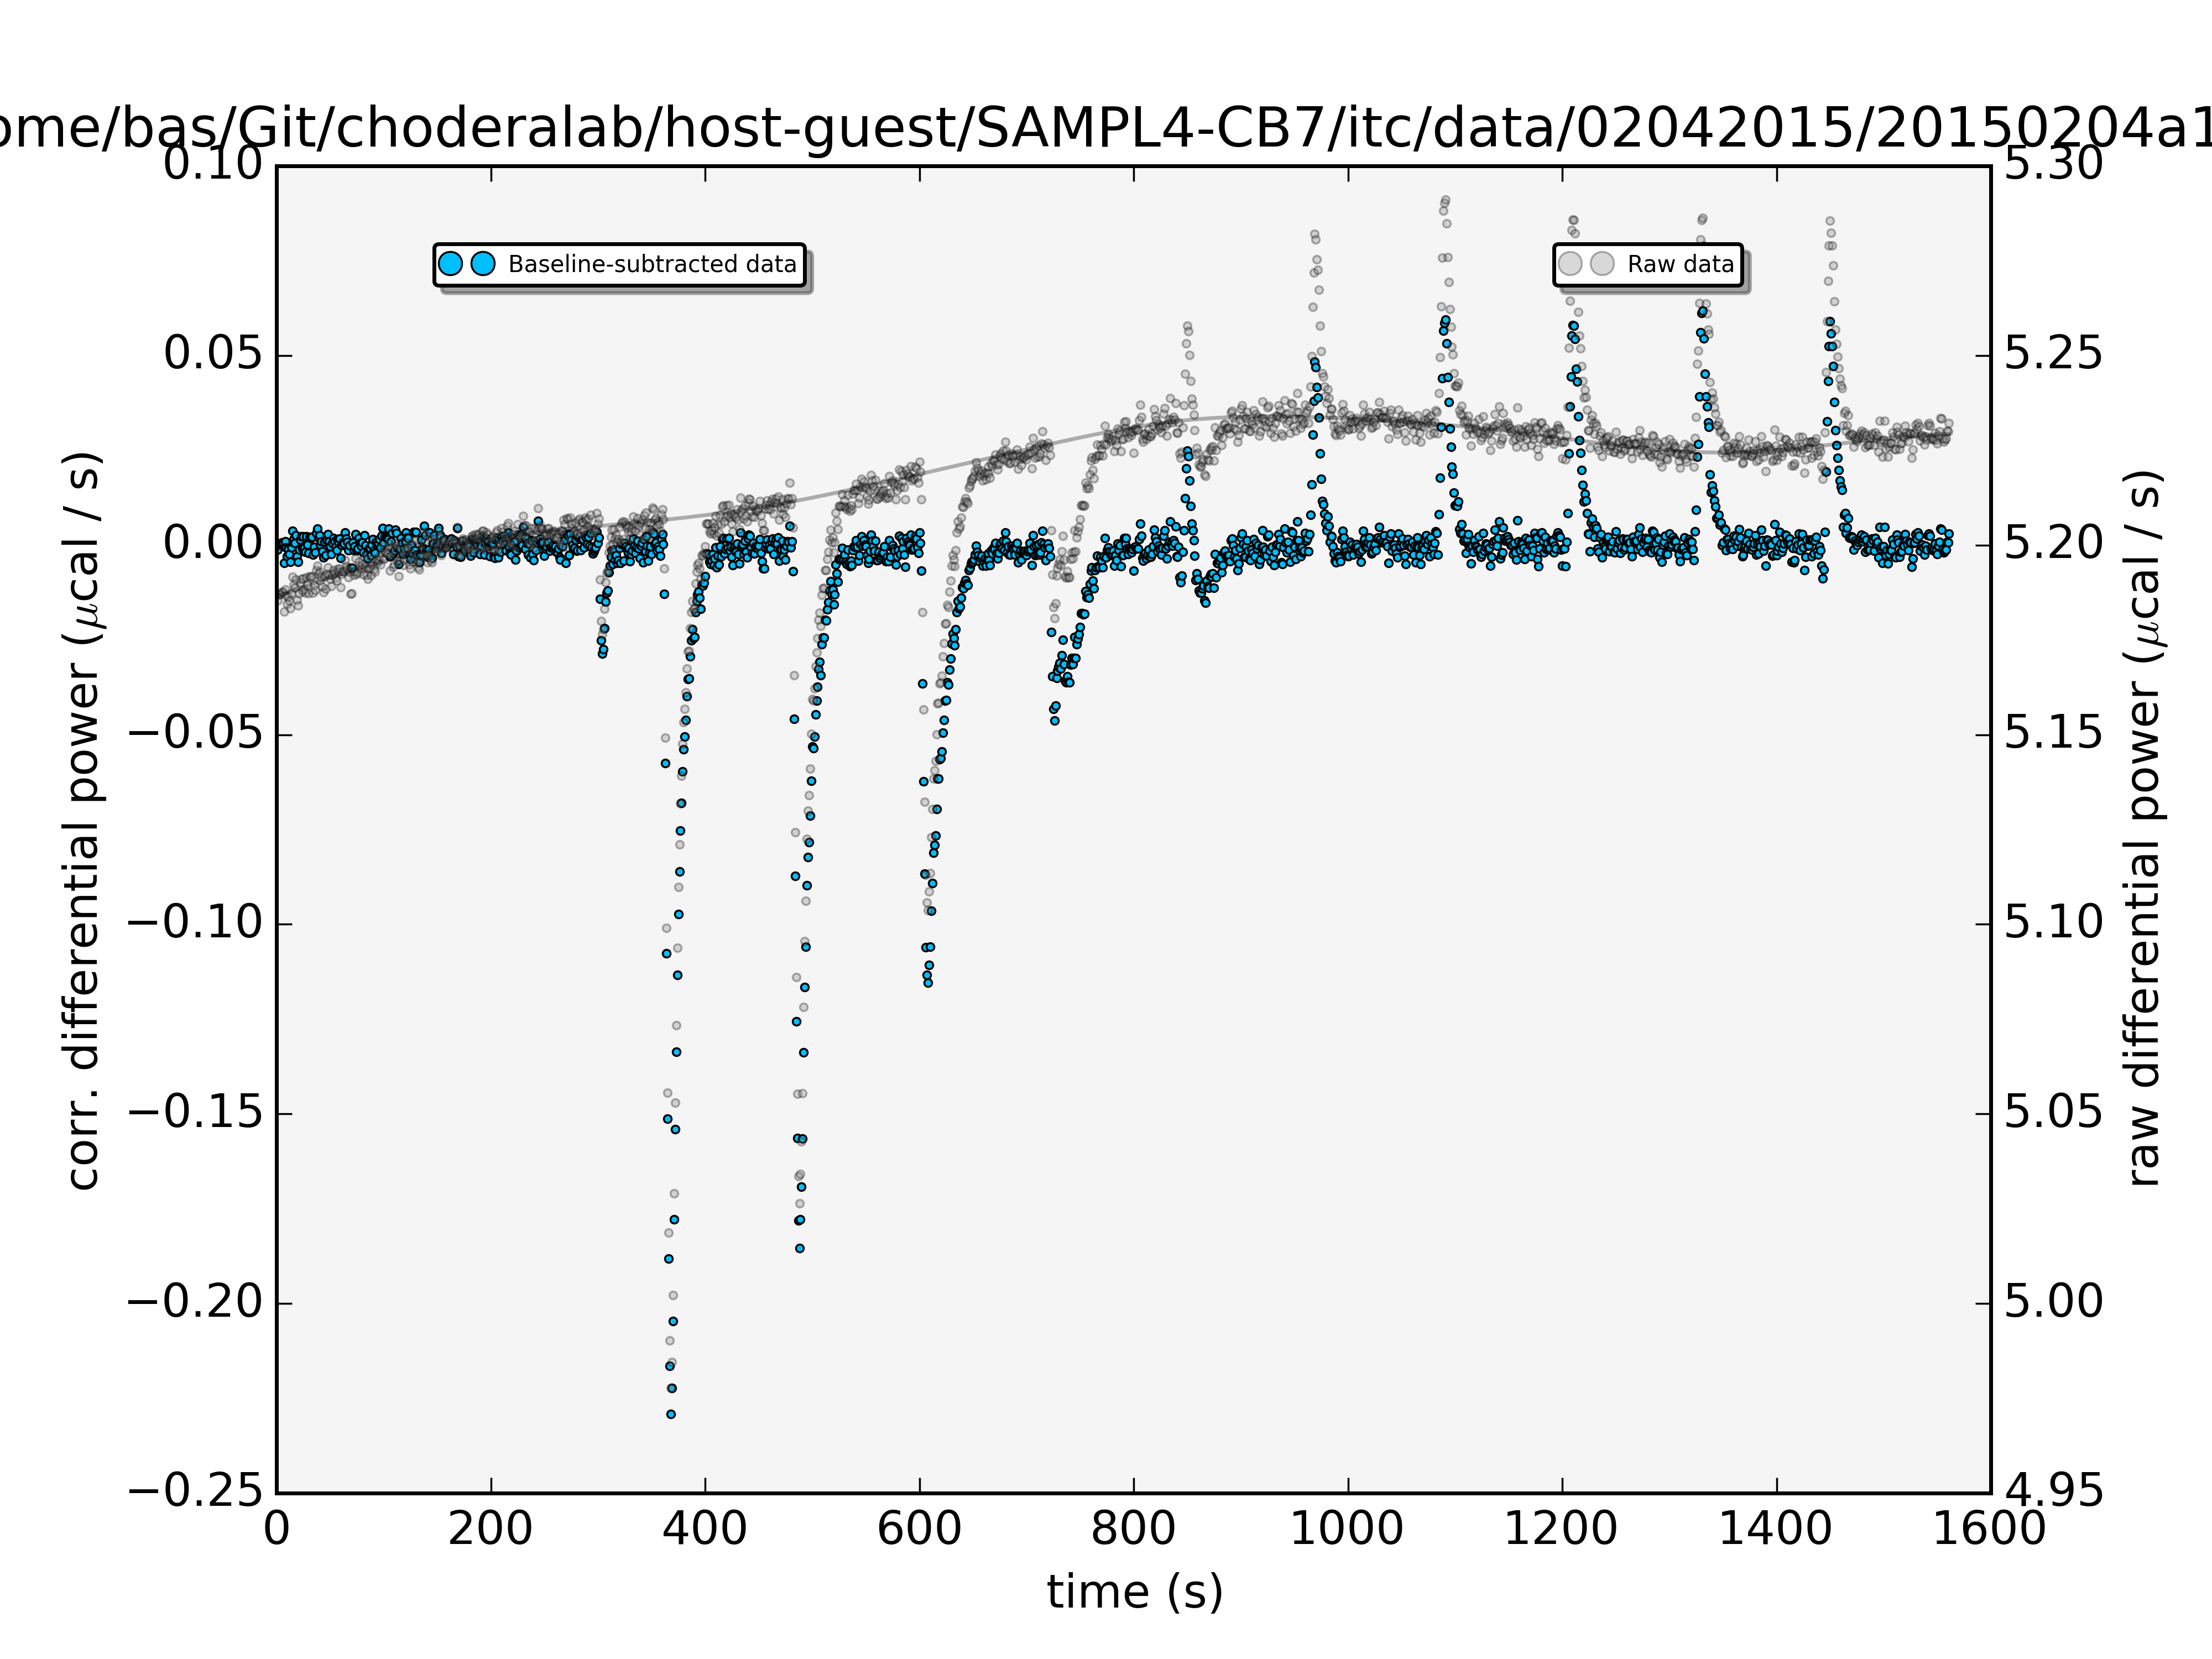 ome/bas/Git/choderalab/host-guest/SAMPL4-CB7/itc/data/02042015/20150204a1
0.10
0.05
0.00
−0.05
−0.10
−0.15
−0.20
−0.25
corr. differential power (μcal / s)
Baseline-subtracted data
Raw data
5.30
5.25
5.20
5.15
5.10
5.05
5.00
4.95
raw differential power (μcal / s)
0 200 400 600 800 1000 1200 1400 1600
time (s)